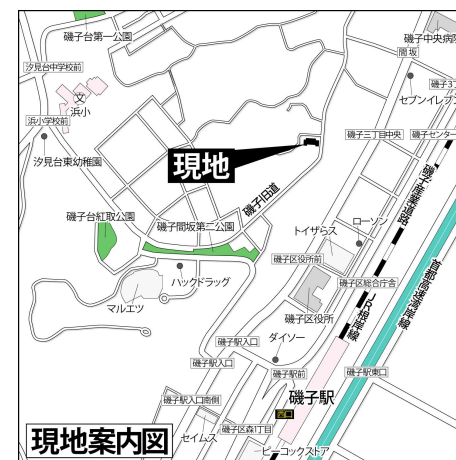 磯子台第一公園
磯子中央病院
間坂
汐見台中学校前
磯子3丁
セブンイレブン
文
浜小
浜小学校前
磯子三丁目中央
磯子センター
汐見台東幼稚園
現地
磯子旧道
磯子産業道路
磯子台紅取公園
磯子間坂第二公園
トイザらス
ローソン
首都高速湾岸線
磯子区役所前
ハックドラッグ
磯子区総合庁舎
マルエツ
磯子区役所
JR根岸線
磯子駅入口
ダイソー
磯子駅入口
磯子駅前
磯子駅東口
磯子駅入口南側
磯子駅
磯子区森1丁目
現地案内図
セイムス
ピーコックストア